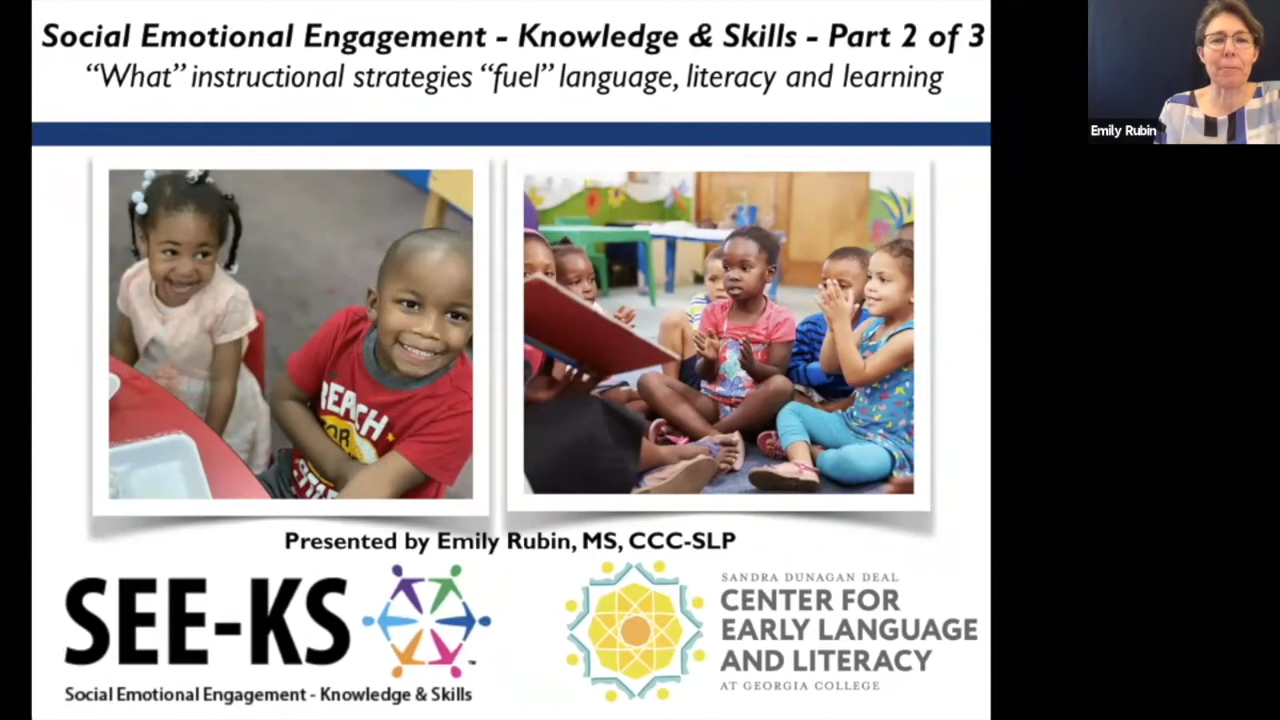 Social Emotional Engagement - Knowledge & Skills - Part 2 of 3
“What” instructional strategies “fuel” language, literacy and learning
Emily Rubin
REACH
FOR
Presented by Emily Rubin, MS, CCC-SLP
SEE-KS
™
Social Emotional Engagement - Knowledge & Skills
SANDRA DUNAGAN DEAL
CENTER FOR
EARLY LANGUAGE
AND LITERACY
AT GEORGIA COLLEGE